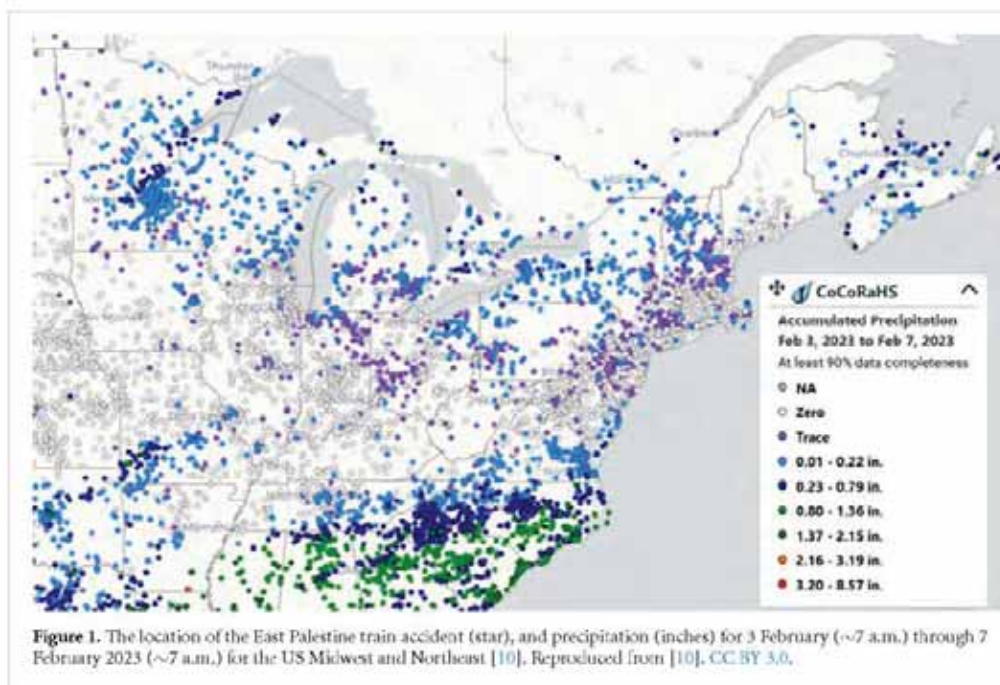 Thunder
Bay
CoCoRaHS
Accumulated Precipitation
Feb 3, 2023 to Feb 7, 2023
At least 90% data completeness
NA
Zero
Trace
0.01 - 0.22 in.
0.23 - 0.79 in.
0.80 - 1.36 in.
1.37 - 2.15 in.
2.16 - 3.19 in.
3.20 - 8.57 in.
Figure 1. The location of the East Palestine train accident (star), and precipitation (inches) for 3 February (∼7 a.m.) through 7
February 2023 (∼7 a.m.) for the US Midwest and Northeast [10]. Reproduced from [10]. CC BY 3.0.